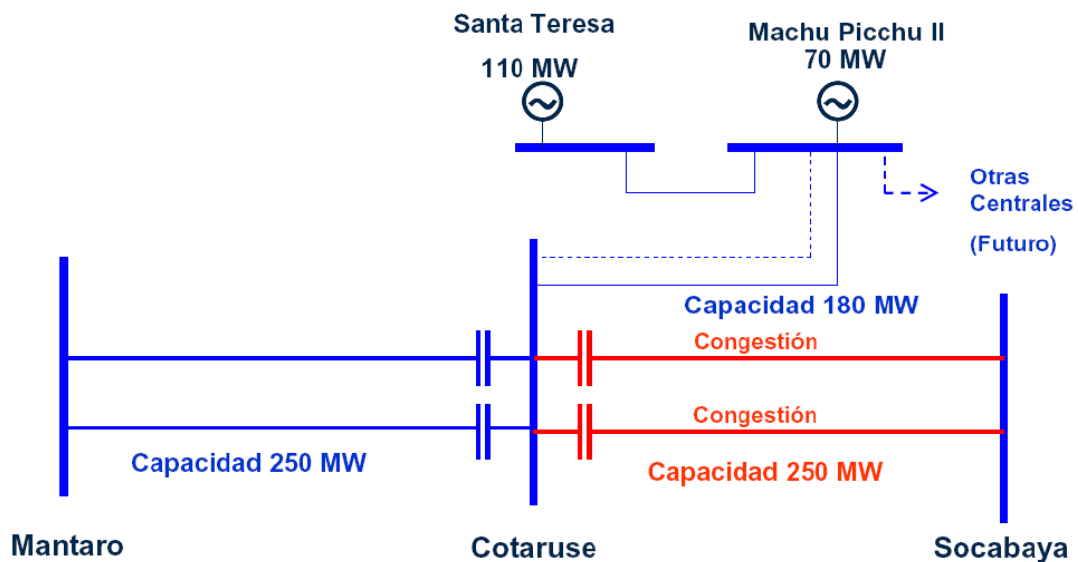 Santa Teresa
110 MW
Machu Picchu II
70 MW
Otras
Centrales
(Futuro)
Capacidad 180 MW
Congestión
Congestión
Capacidad 250 MW
Capacidad 250 MW
Mantaro
Cotaruse
Socabaya